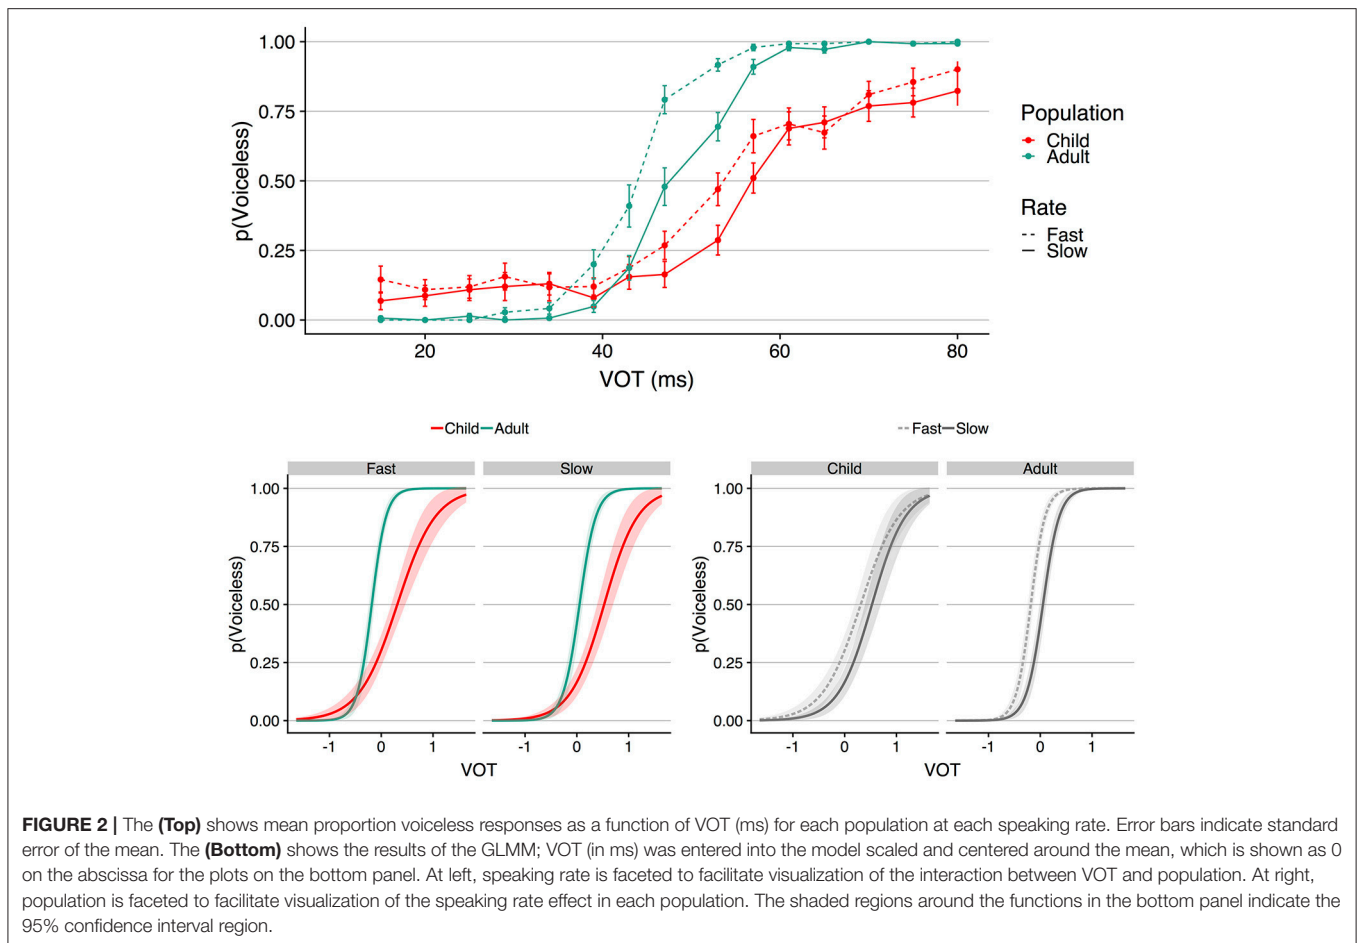 1.00
0.75
0.50
0.25
0.00
p(Voiceless)
20 40 60 80
VOT (ms)
Population
Child
Adult
Rate
Fast
Slow
Child Adult
Fast Slow
1.00
0.75
0.50
0.25
0.00
p(Voiceless)
-1 0 1 -1 0 1
VOT
Fast Slow
Child Adult
1.00
0.75
0.50
0.25
0.00
p(Voiceless)
-1 0 1 -1 0 1
VOT
FIGURE 2 | The (Top) shows mean proportion voiceless responses as a function of VOT (ms) for each population at each speaking rate. Error bars indicate standard
error of the mean. The (Bottom) shows the results of the GLMM; VOT (in ms) was entered into the model scaled and centered around the mean, which is shown as 0
on the abscissa for the plots on the bottom panel. At left, speaking rate is faceted to facilitate visualization of the interaction between VOT and population. At right,
population is faceted to facilitate visualization of the speaking rate effect in each population. The shaded regions around the functions in the bottom panel indicate the
95% confidence interval region.